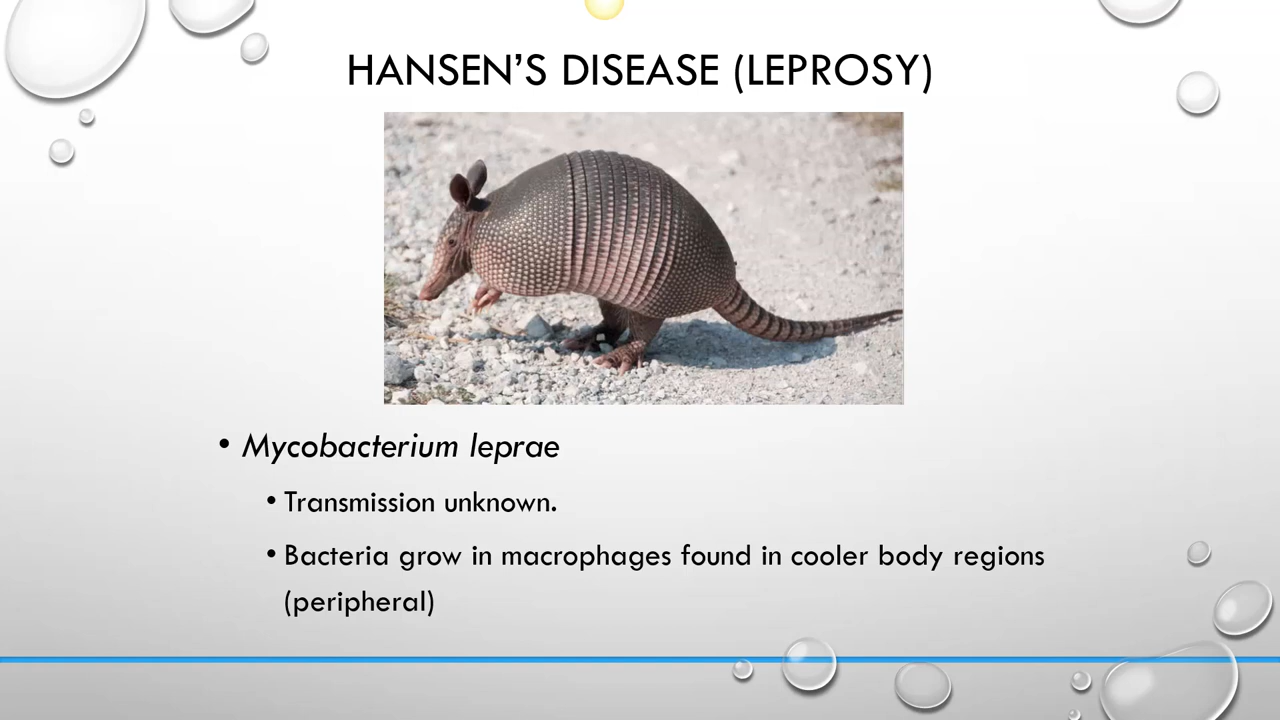 HANSEN’S DISEASE (LEPROSY)
• Mycobacterium leprae
• Transmission unknown.
• Bacteria grow in macrophages found in cooler body regions
(peripheral)